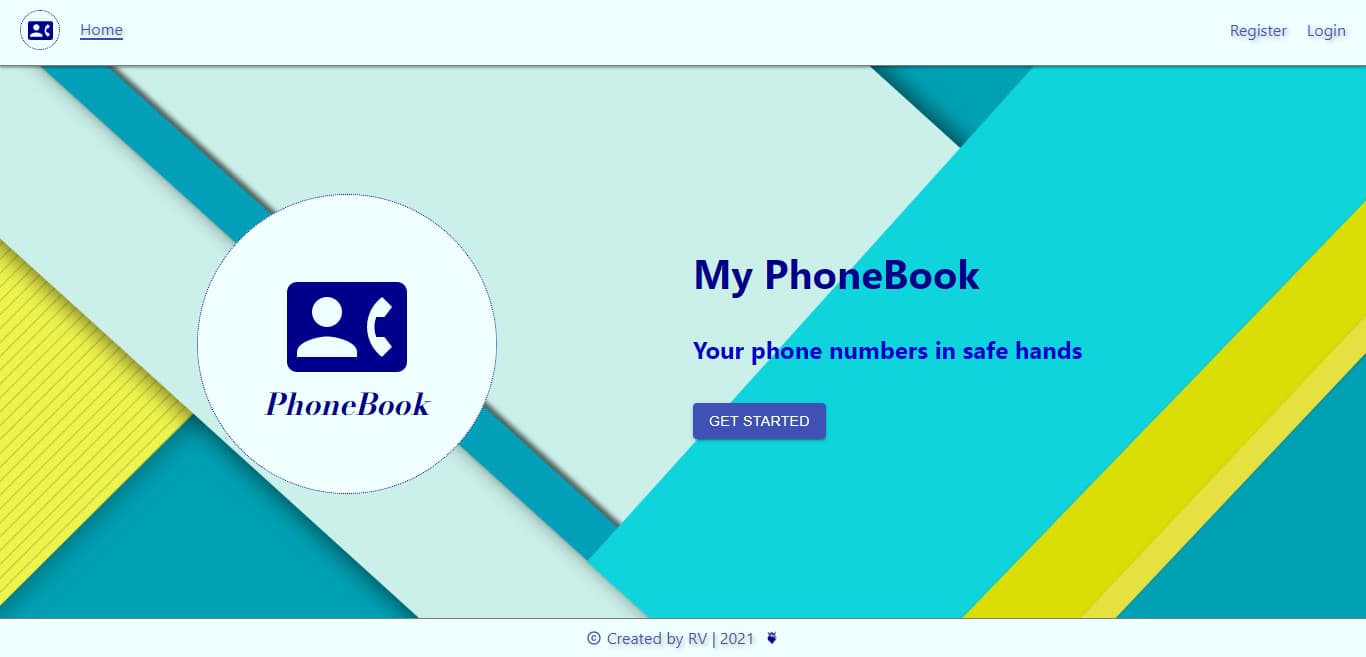 Home
Register
Login
PhoneBook
My PhoneBook
Your phone numbers in safe hands
GET STARTED
© Created by RV | 2021